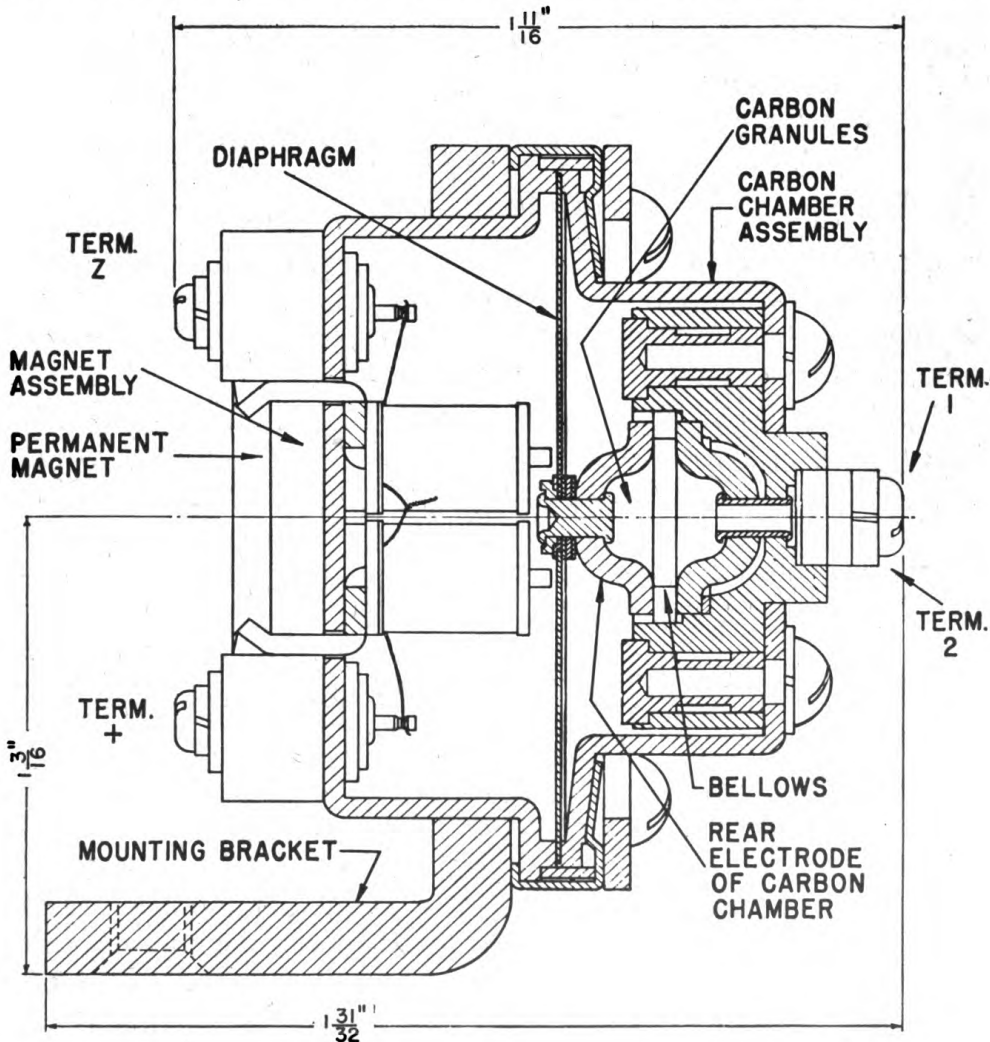 1 11/16"
CARBON
GRANULES
DIAPHRAGM
CARBON
CHAMBER
ASSEMBLY
TERM.
Z
MAGNET
ASSEMBLY
TERM.
1
PERMANENT
MAGNET
TERM.
2
TERM.
+
1 3/16"
BELLOWS
MOUNTING BRACKET
REAR
ELECTRODE
OF CARBON
CHAMBER
1 31/32"